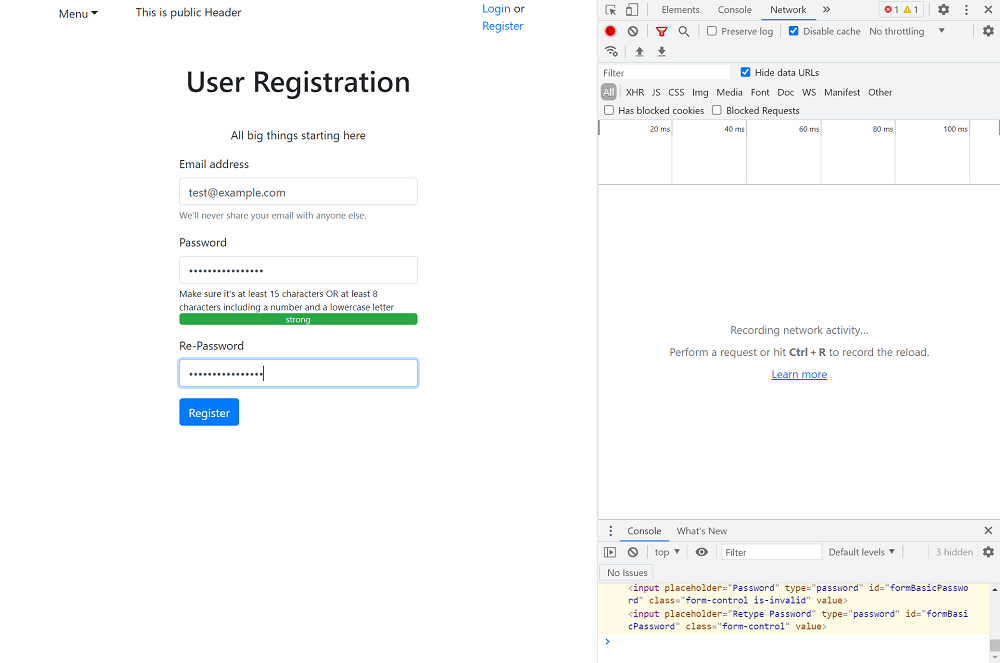 Menu
This is public Header
Login or
Register
User Registration
All big things starting here
Email address
test@example.com
We'll never share your email with anyone else.
Password
••••••••••••••••
Make sure it's at least 15 characters OR at least 8
characters including a number and a lowercase letter
strong
Re-Password
••••••••••••••••
Register
Elements Console Network » 1 1
Preserve log Disable cache No throttling
Filter Hide data URLs
All XHR JS CSS Img Media Font Doc WS Manifest Other
Has blocked cookies Blocked Requests
20 ms 40 ms 60 ms 80 ms 100 ms
Recording network activity...
Perform a request or hit Ctrl + R to record the reload.
Learn more
Console What's New
top Filter Default levels 3 hidden
No Issues
<input placeholder="Password" type="password" id="formBasicPasswo
rd" class="form-control is-invalid" value>
<input placeholder="Retype Password" type="password" id="formBasi
cPassword" class="form-control" value>
>